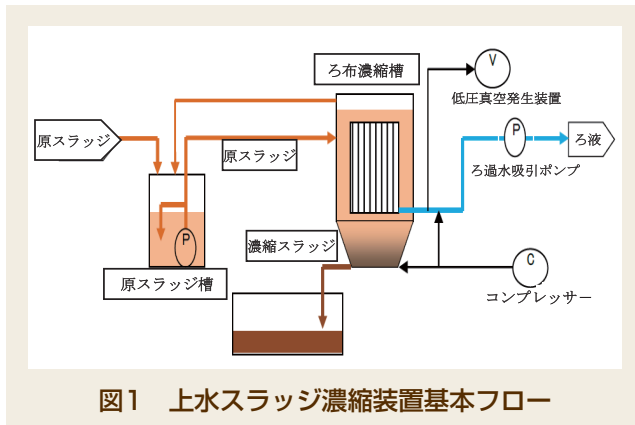 ろ布濃縮槽
V
低圧真空発生装置
原スラッジ
原スラッジ
P
ろ液
ろ過水吸引ポンプ
P
濃縮スラッジ
原スラッジ槽
C
コンプレッサー
図1 上水スラッジ濃縮装置基本フロー